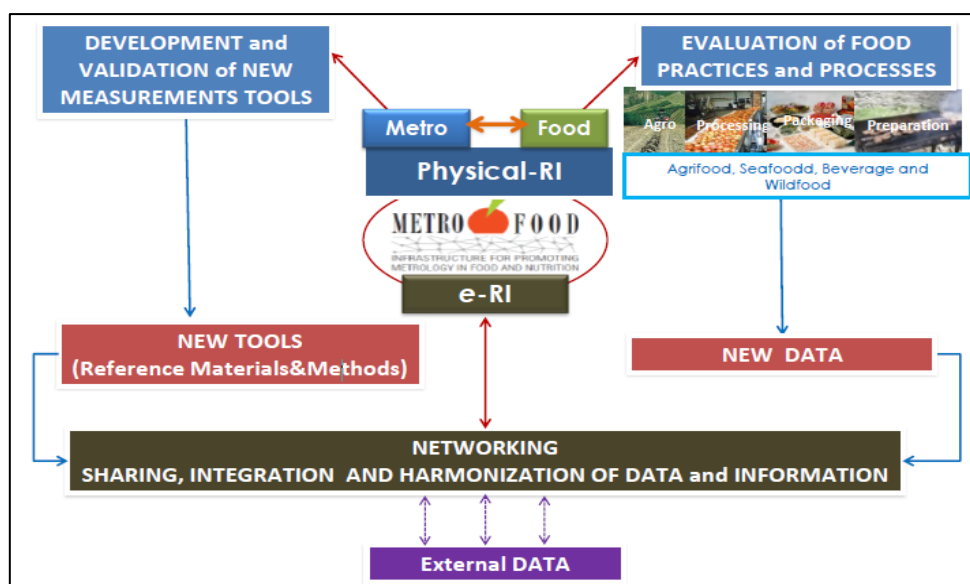 DEVELOPMENT and
VALIDATION of NEW
MEASUREMENTS TOOLS
EVALUATION of FOOD
PRACTICES and PROCESSES
Metro
Food
Agro
Processing
Packaging
Preparation
Physical-RI
Agrifood, Seafoodd, Beverage and
Wildfood
METRO FOOD
INFRASTRUCTURE FOR PROMOTING
METROLOGY IN FOOD AND NUTRITION
e-RI
NEW TOOLS
(Reference Materials&Methods)
NEW DATA
NETWORKING
SHARING, INTEGRATION AND HARMONIZATION OF DATA and INFORMATION
External DATA